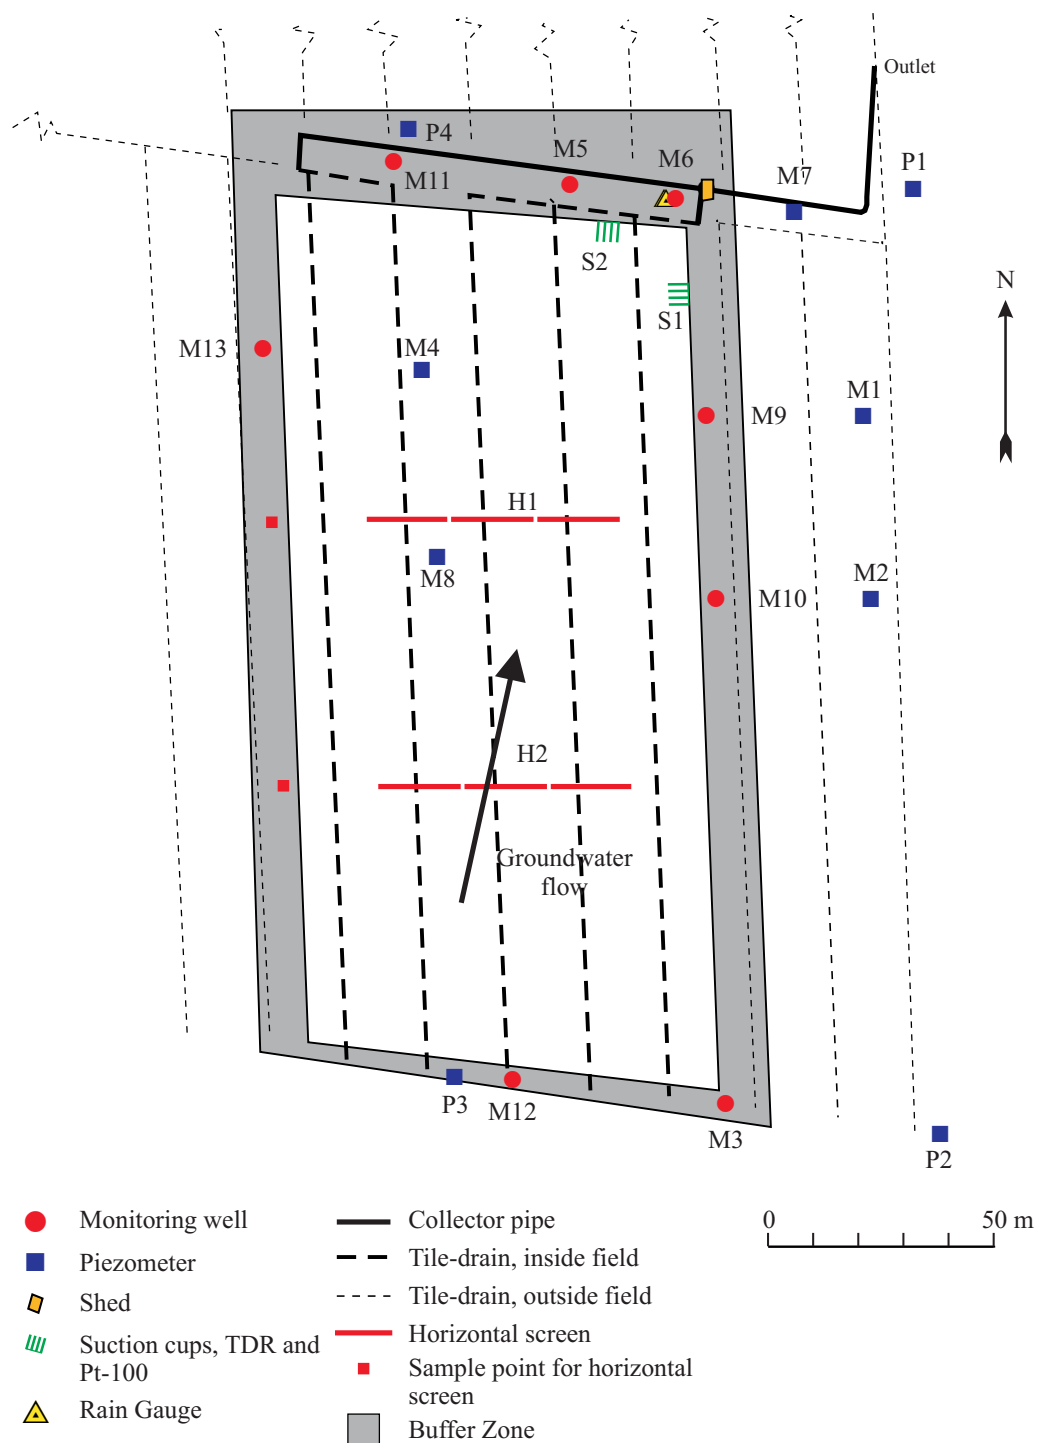 Outlet
P4
M5
M6
M7
P1
M11
S2
S1
N
M13
M4
M1
M9
H1
M8
M2
M10
H2
Groundwater
flow
P3
M12
M3
P2
Monitoring well
Piezometer
Shed
Suction cups, TDR and
Pt-100
Rain Gauge
Collector pipe
Tile-drain, inside field
Tile-drain, outside field
Horizontal screen
Sample point for horizontal
screen
Buffer Zone
0 50 m